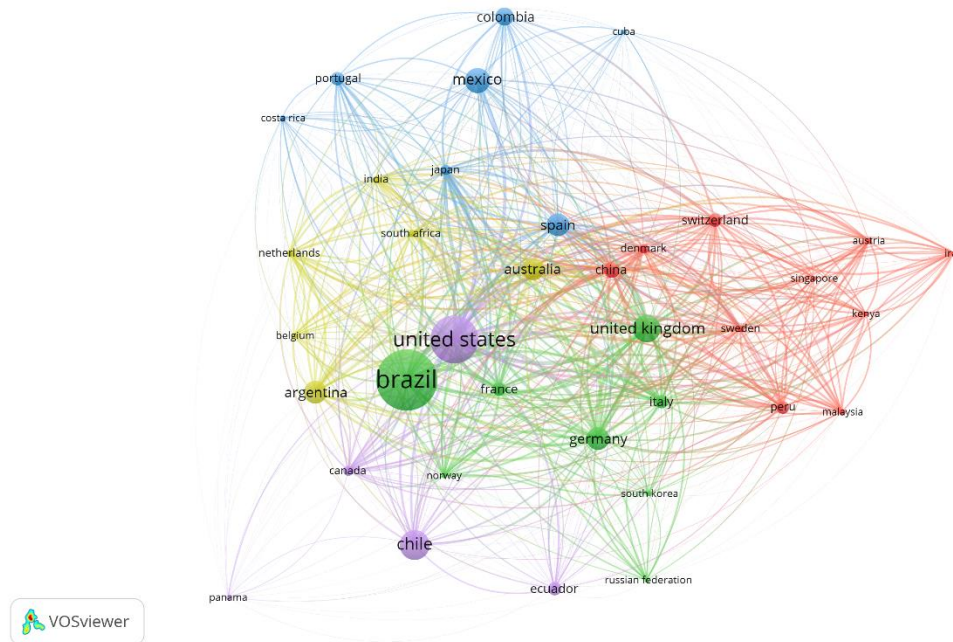 colombia
cuba
portugal
mexico
costa rica
japan
india
switzerland
spain
south africa
austria
denmark
netherlands
australia
china
singapore
kenya
united kingdom
sweden
united states
belgium
brazil
france
argentina
italy
peru
malaysia
germany
canada
norway
south korea
chile
russian federation
ecuador
panama
VOSviewer